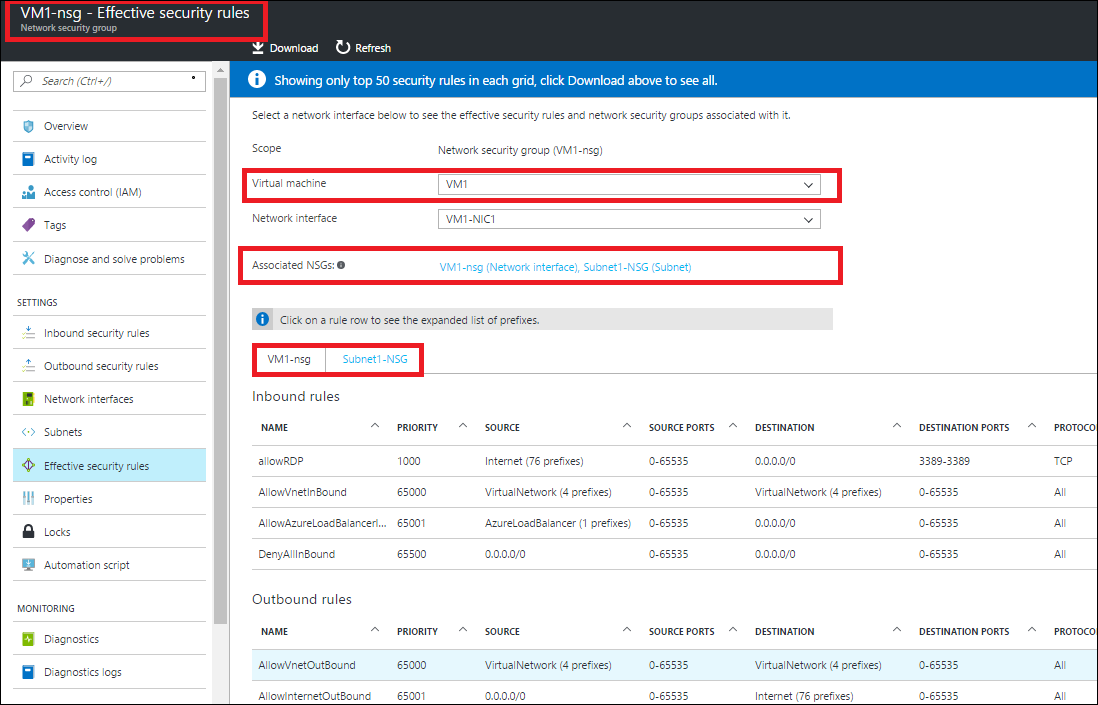 VM1-nsg - Effective security rules
Network security group
Download Refresh
Search (Ctrl+/)
Showing only top 50 security rules in each grid, click Download above to see all.
Overview
Activity log
Access control (IAM)
Tags
Diagnose and solve problems
SETTINGS
Inbound security rules
Outbound security rules
Network interfaces
Subnets
Effective security rules
Properties
Locks
Automation script
MONITORING
Diagnostics
Diagnostics logs
Select a network interface below to see the effective security rules and network security groups associated with it.
Scope Network security group (VM1-nsg)
Virtual machine VM1
Network interface VM1-NIC1
Associated NSGs: VM1-nsg (Network interface), Subnet1-NSG (Subnet)
Click on a rule row to see the expanded list of prefixes.
VM1-nsg Subnet1-NSG
Inbound rules
NAME PRIORITY SOURCE SOURCE PORTS DESTINATION DESTINATION PORTS PROTOCO
allowRDP 1000 Internet (76 prefixes) 0-65535 0.0.0.0/0 3389-3389 TCP
AllowVnetInBound 65000 VirtualNetwork (4 prefixes) 0-65535 VirtualNetwork (4 prefixes) 0-65535 All
AllowAzureLoadBalancerI... 65001 AzureLoadBalancer (1 prefixes) 0-65535 0.0.0.0/0 0-65535 All
DenyAllInBound 65500 0.0.0.0/0 0-65535 0.0.0.0/0 0-65535 All
Outbound rules
NAME PRIORITY SOURCE SOURCE PORTS DESTINATION DESTINATION PORTS PROTOCO
AllowVnetOutBound 65000 VirtualNetwork (4 prefixes) 0-65535 VirtualNetwork (4 prefixes) 0-65535 All
AllowInternetOutBound 65001 0.0.0.0/0 0-65535 Internet (76 prefixes) 0-65535 All